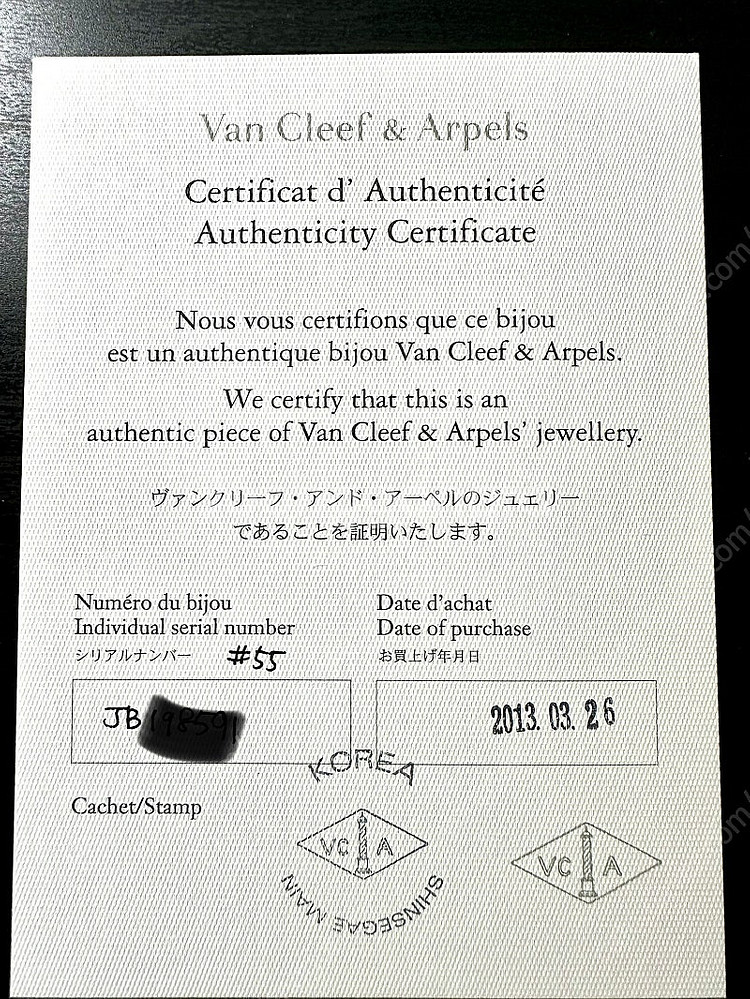 Van Cleef & Arpels
Certificat d' Authenticité
Authenticity Certificate
Nous vous certifions que ce bijou
est un authentique bijou Van Cleef & Arpels.
We certify that this is an
authentic piece of Van Cleef & Arpels' jewellery.
ヴァンクリーフ・アンド・アーペルのジュエリー
であることを証明いたします。
Numéro du bijou
Individual serial number
シリアルナンバー #55
JB
Date d'achat
Date of purchase
お買上げ年月日
2013. 03. 26
Cachet/Stamp
KOREA
VC A
SHINSEGAE MAIN
VC A